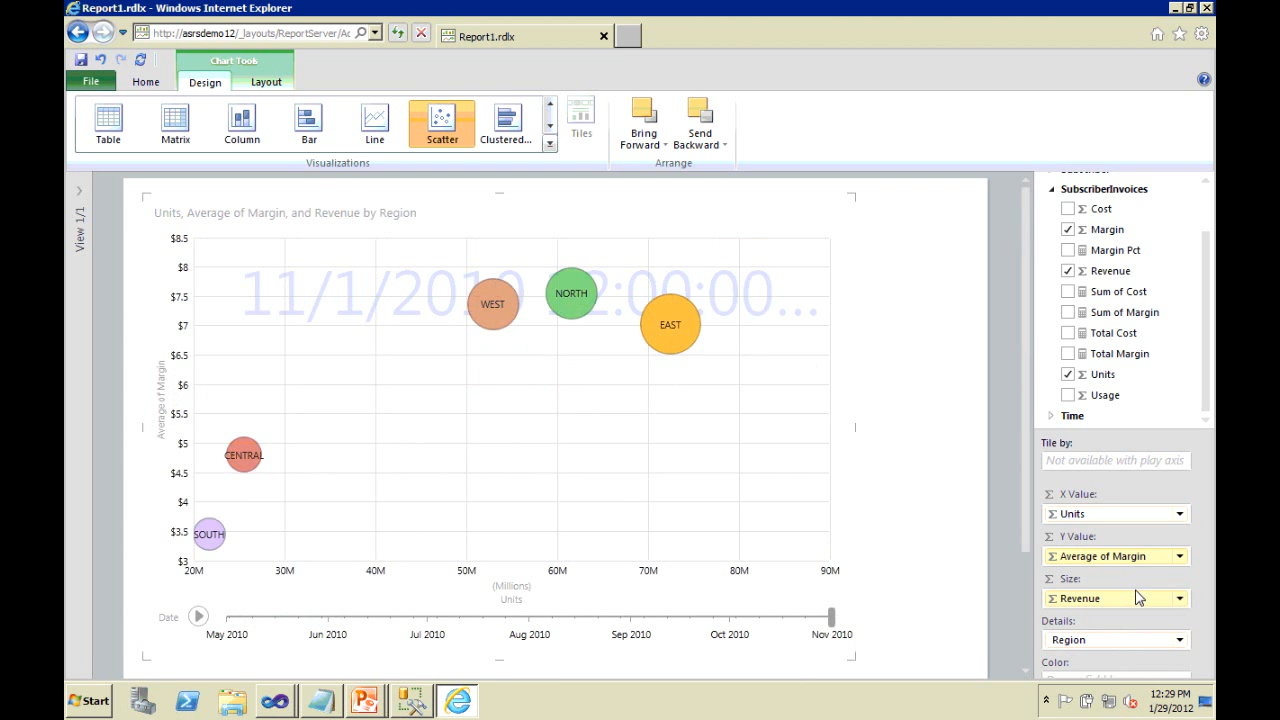 Report1.rdlx - Windows Internet Explorer
http://asrsdemo12/_layouts/ReportServer/Ad
Report1.rdlx
Chart Tools
File Home Design Layout
Table Matrix Column Bar Line Scatter Clustered... Tiles Bring Forward Send Backward
Visualizations Arrange
View 1/1
Units, Average of Margin, and Revenue by Region
$8.5
$8
$7.5
$7
$6.5
$6
$5.5
$5
$4.5
$4
$3.5
$3
Average of Margin
11/1/2010 12:00:00...
WEST
NORTH
EAST
CENTRAL
SOUTH
20M 30M 40M 50M 60M 70M 80M 90M
(Millions)
Units
Date
May 2010 Jun 2010 Jul 2010 Aug 2010 Sep 2010 Oct 2010 Nov 2010
SubscriberInvoices
Σ Cost
Σ Margin
Margin Pct
Σ Revenue
Sum of Cost
Sum of Margin
Total Cost
Total Margin
Σ Units
Σ Usage
Time
Tile by:
Not available with play axis
Σ X Value:
Σ Units
Σ Y Value:
Σ Average of Margin
Σ Size:
Σ Revenue
Details:
Region
Color:
Start
12:29 PM
1/29/2012